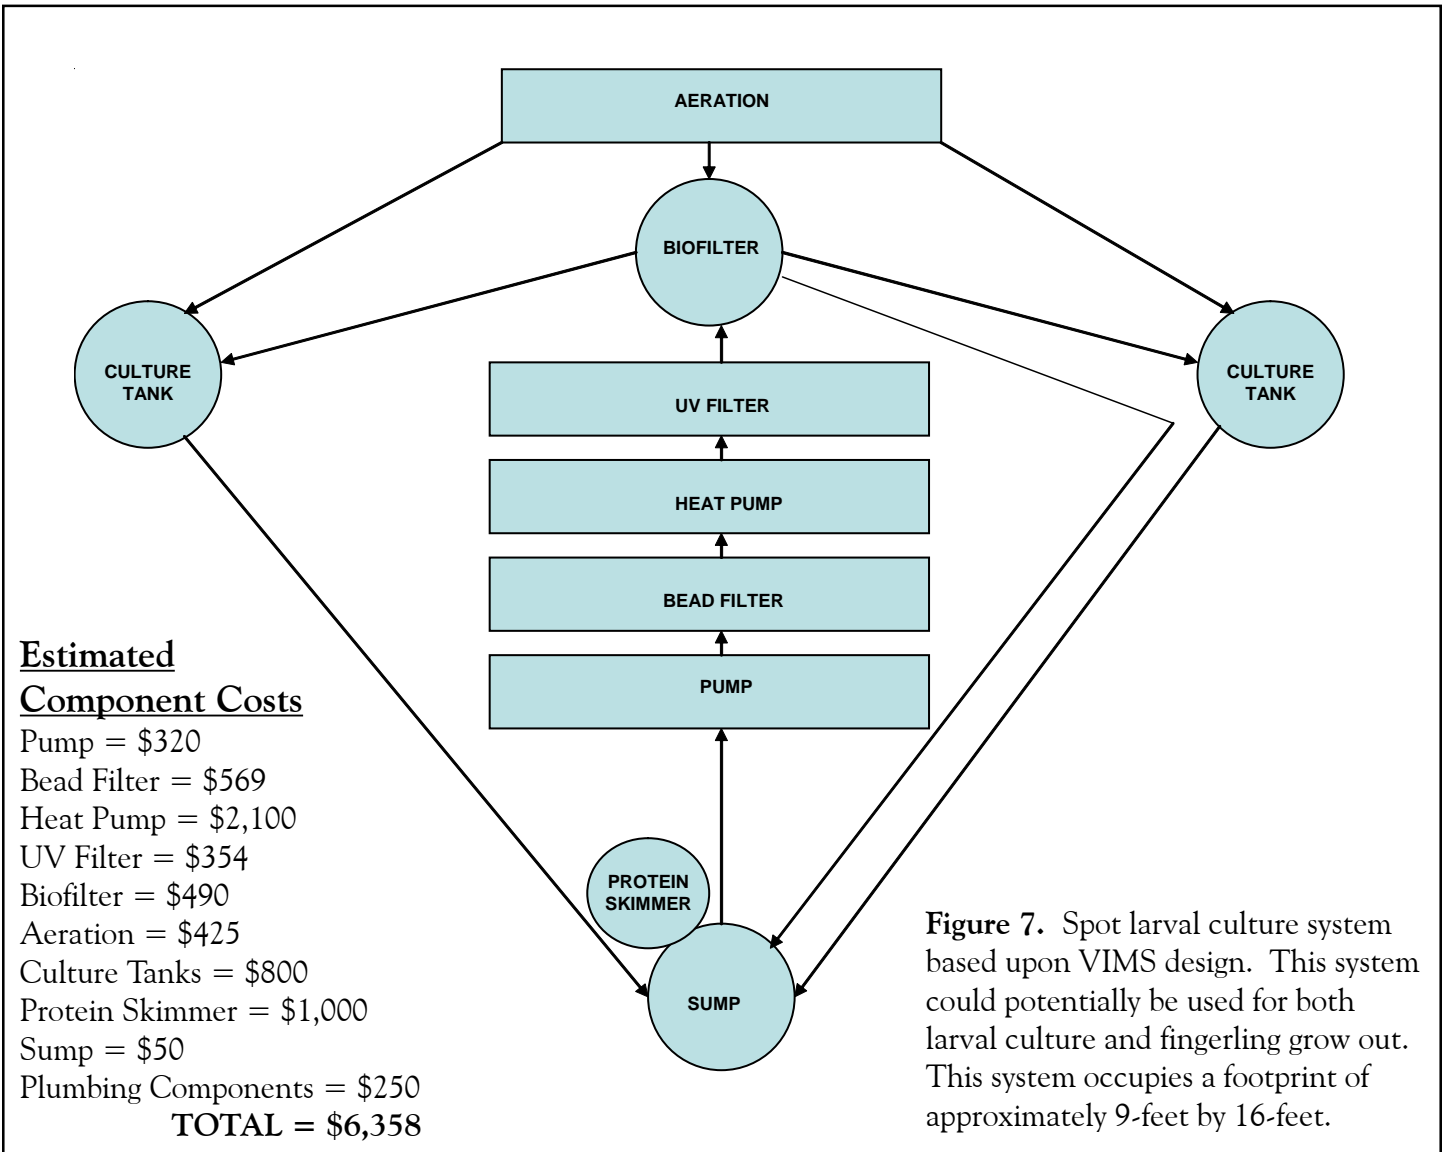 AERATION
BIOFILTER
CULTURE
TANK
CULTURE
TANK
UV FILTER
HEAT PUMP
BEAD FILTER
PUMP
PROTEIN
SKIMMER
SUMP
Estimated
Component Costs
Pump = $320
Bead Filter = $569
Heat Pump = $2,100
UV Filter = $354
Biofilter = $490
Aeration = $425
Culture Tanks = $800
Protein Skimmer = $1,000
Sump = $50
Plumbing Components = $250
TOTAL = $6,358
Figure 7. Spot larval culture system
based upon VIMS design. This system
could potentially be used for both
larval culture and fingerling grow out.
This system occupies a footprint of
approximately 9-feet by 16-feet.